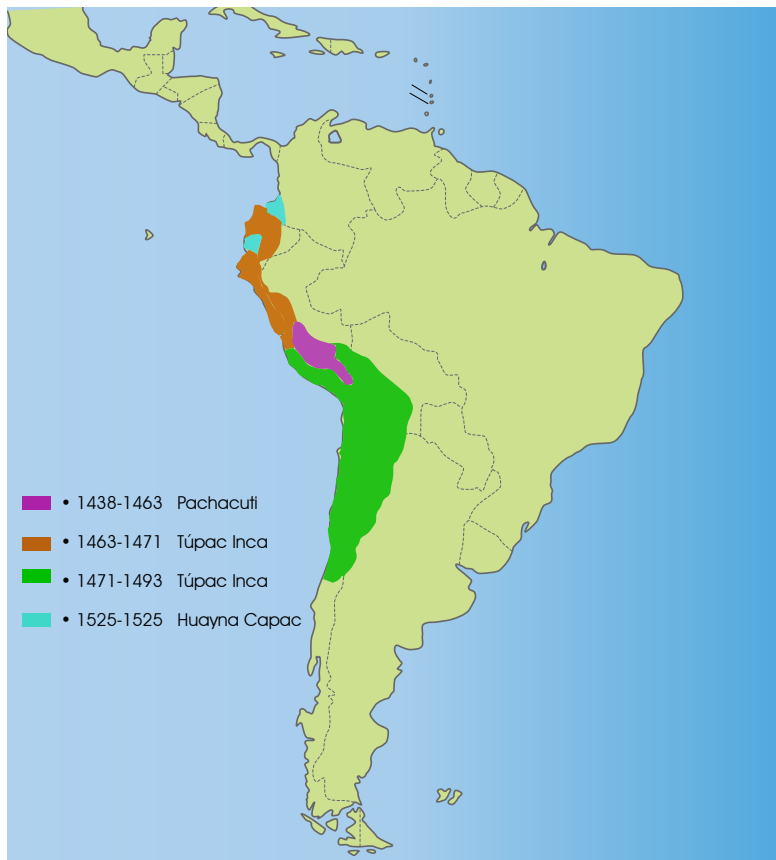 • 1438-1463 Pachacuti
• 1463-1471 Túpac Inca
• 1471-1493 Túpac Inca
• 1525-1525 Huayna Capac